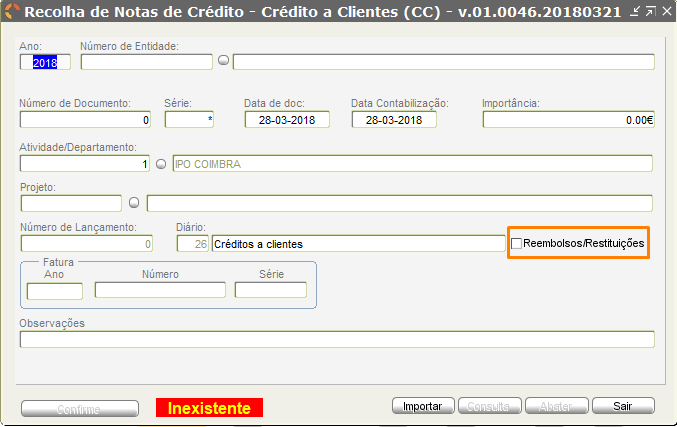 Recolha de Notas de Crédito - Crédito a Clientes (CC) - v.01.0046.20180321
Ano: Número de Entidade:
2018
Número de Documento: Série: Data de doc: Data Contabilização: Importância:
0 * 28-03-2018 28-03-2018 0.00€
Atividade/Departamento:
1 IPO COIMBRA
Projeto:
Número de Lançamento: Diário:
0 26 Créditos a clientes Reembolsos/Restituições
Fatura
Ano Número Série
Observações
Confirme Inexistente Importar Consulta Abater Sair